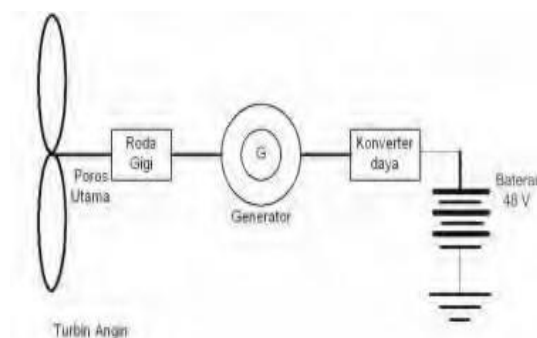 Roda
Gigi
Poros
Utama
G
Generator
Konverter
daya
Baterai
48 V
Turbin Angin